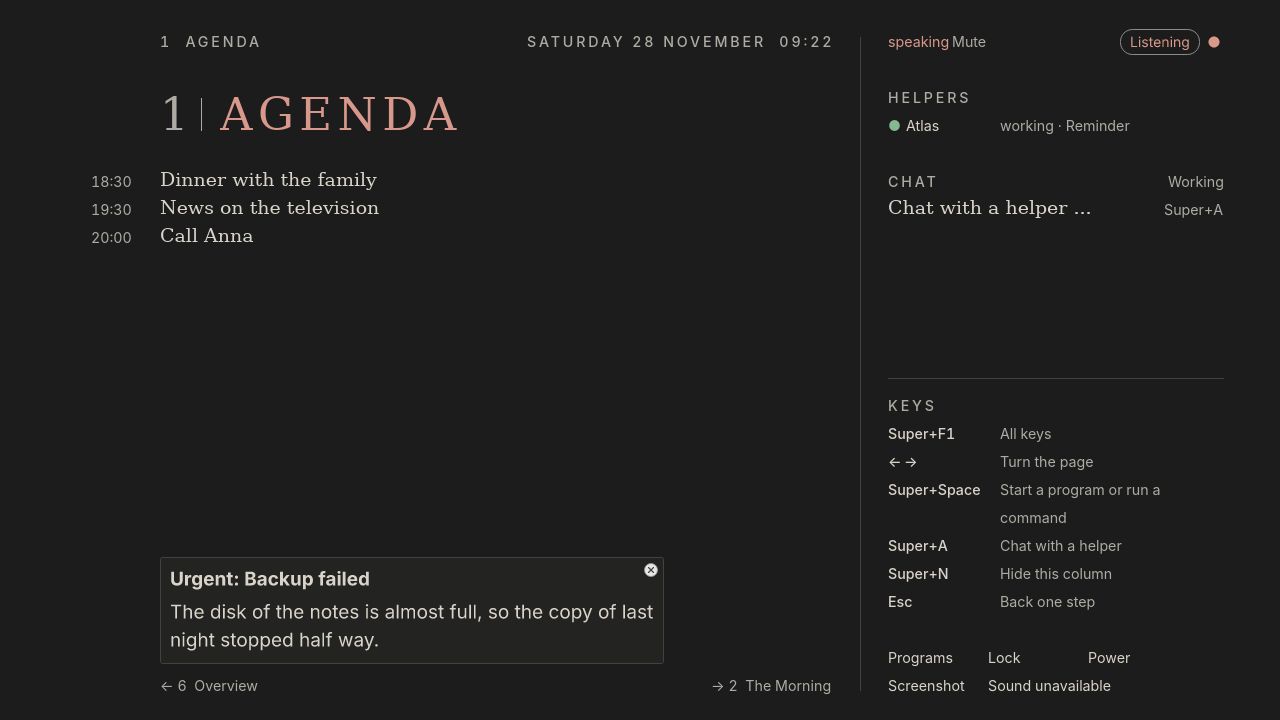 1 AGENDA
SATURDAY 28 NOVEMBER 09:22
1 AGENDA
18:30 Dinner with the family
19:30 News on the television
20:00 Call Anna
Urgent: Backup failed
The disk of the notes is almost full, so the copy of last
night stopped half way.
← 6 Overview
→ 2 The Morning
speaking Mute Listening
HELPERS
Atlas working · Reminder
CHAT Working
Chat with a helper ... Super+A
KEYS
Super+F1 All keys
← → Turn the page
Super+Space Start a program or run a
command
Super+A Chat with a helper
Super+N Hide this column
Esc Back one step
Programs Lock Power
Screenshot Sound unavailable